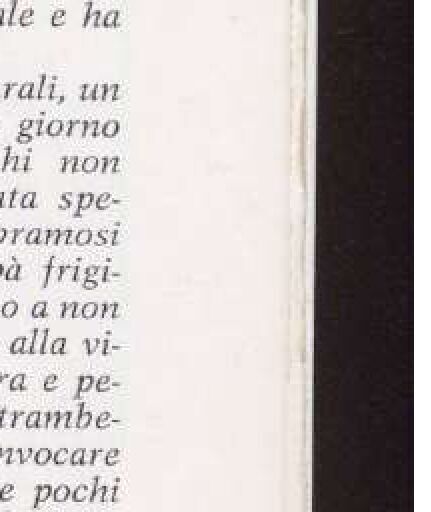 ale e ha
rali, un
giorno
hi non
ata spe-
bramosi
pà frigi-
o a non
alla vi-
ra e pe-
trambe-
nvocare
e pochi